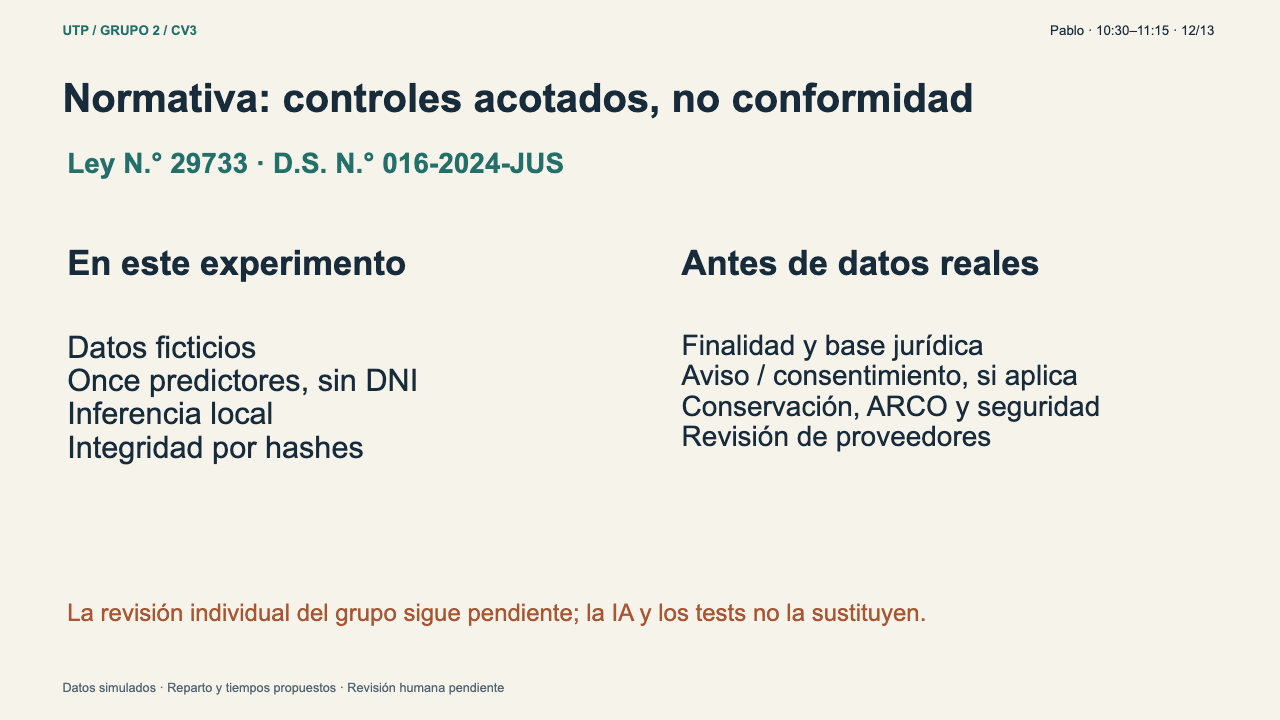 UTP / GRUPO 2 / CV3
Pablo · 10:30–11:15 · 12/13
Normativa: controles acotados, no conformidad
Ley N.° 29733 · D.S. N.° 016-2024-JUS
En este experimento
Datos ficticios
Once predictores, sin DNI
Inferencia local
Integridad por hashes
Antes de datos reales
Finalidad y base jurídica
Aviso / consentimiento, si aplica
Conservación, ARCO y seguridad
Revisión de proveedores
La revisión individual del grupo sigue pendiente; la IA y los tests no la sustituyen.
Datos simulados · Reparto y tiempos propuestos · Revisión humana pendiente